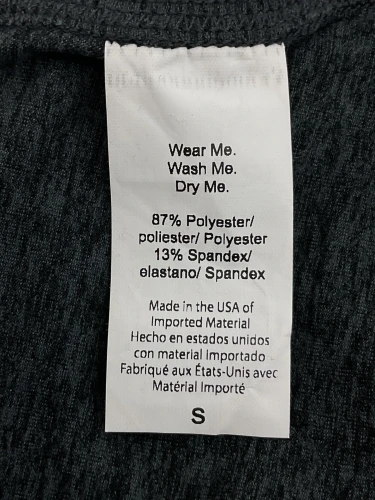 Wear Me.
Wash Me.
Dry Me.
87% Polyester/
poliester/ Polyester
13% Spandex/
elastano/ Spandex
Made in the USA of
Imported Material
Hecho en estados unidos
con material Importado
Fabriqué aux États-Unis avec
Matérial Importé
S